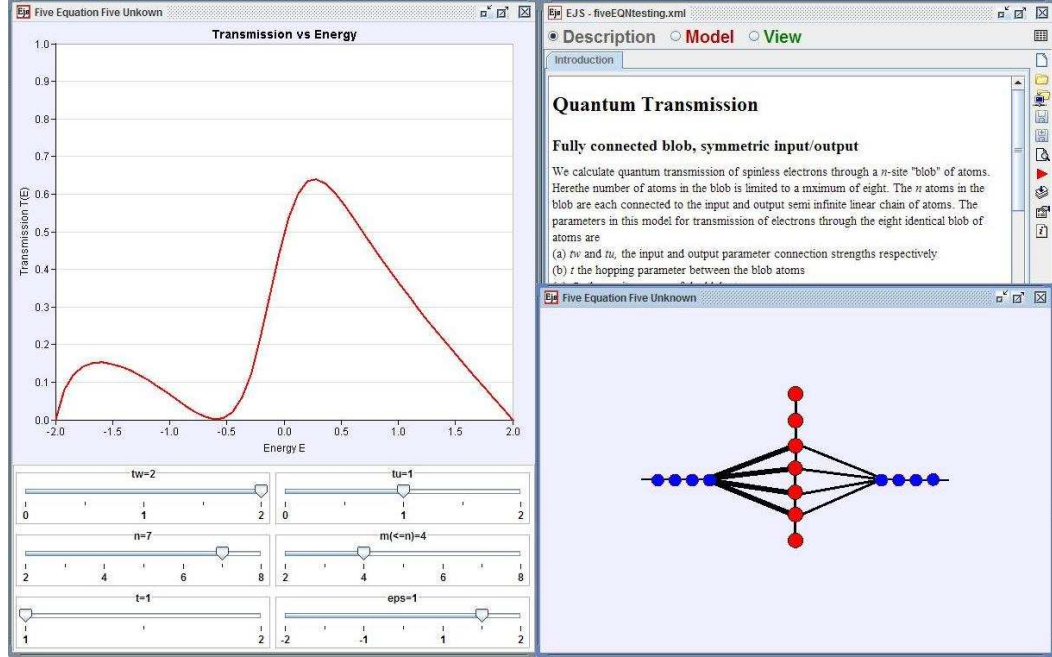 Five Equation Five Unkown
Transmission vs Energy
1.0
0.9
0.8
0.7
0.6
0.5
0.4
0.3
0.2
0.1
0.0
Transmission T(E)
-2.0 -1.5 -1.0 -0.5 0.0 0.5 1.0 1.5 2.0
Energy E
tw=2
0 1 2
tu=1
0 1 2
n=7
2 4 6 8
m(<=n)=4
2 4 6 8
t=1
1 2
eps=1
-2 -1 1 1 2
EJS - fiveEQNtesting.xml
Description Model View
Introduction
Quantum Transmission
Fully connected blob, symmetric input/output
We calculate quantum transmission of spinless electrons through a n-site "blob" of atoms.
Herethe number of atoms in the blob is limited to a mximum of eight. The n atoms in the
blob are each connected to the input and output semi infinite linear chain of atoms. The
parameters in this model for transmission of electrons through the eight identical blob of
atoms are
(a) tw and tu, the input and output parameter connection strengths respectively
(b) t the hopping parameter between the blob atoms
Five Equation Five Unknown